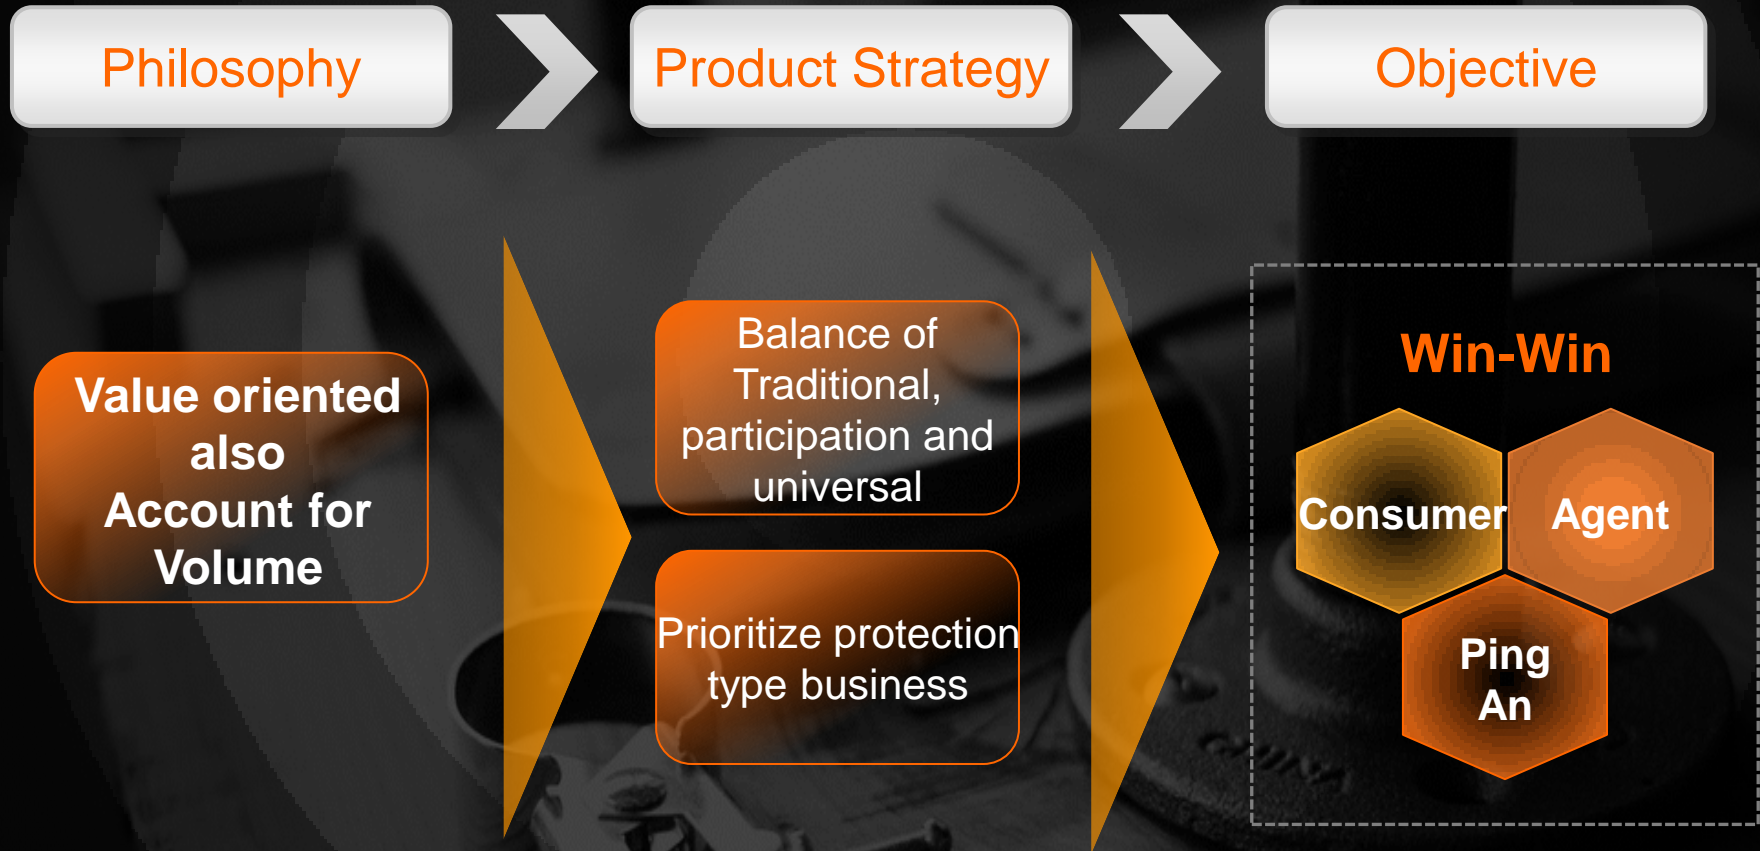 Philosophy
Product Strategy
Objective
Value oriented
also
Account for
Volume
Balance of
Traditional,
participation and
universal
Prioritize protection
type business
Win-Win
Consumer
Agent
Ping
An
CHINA